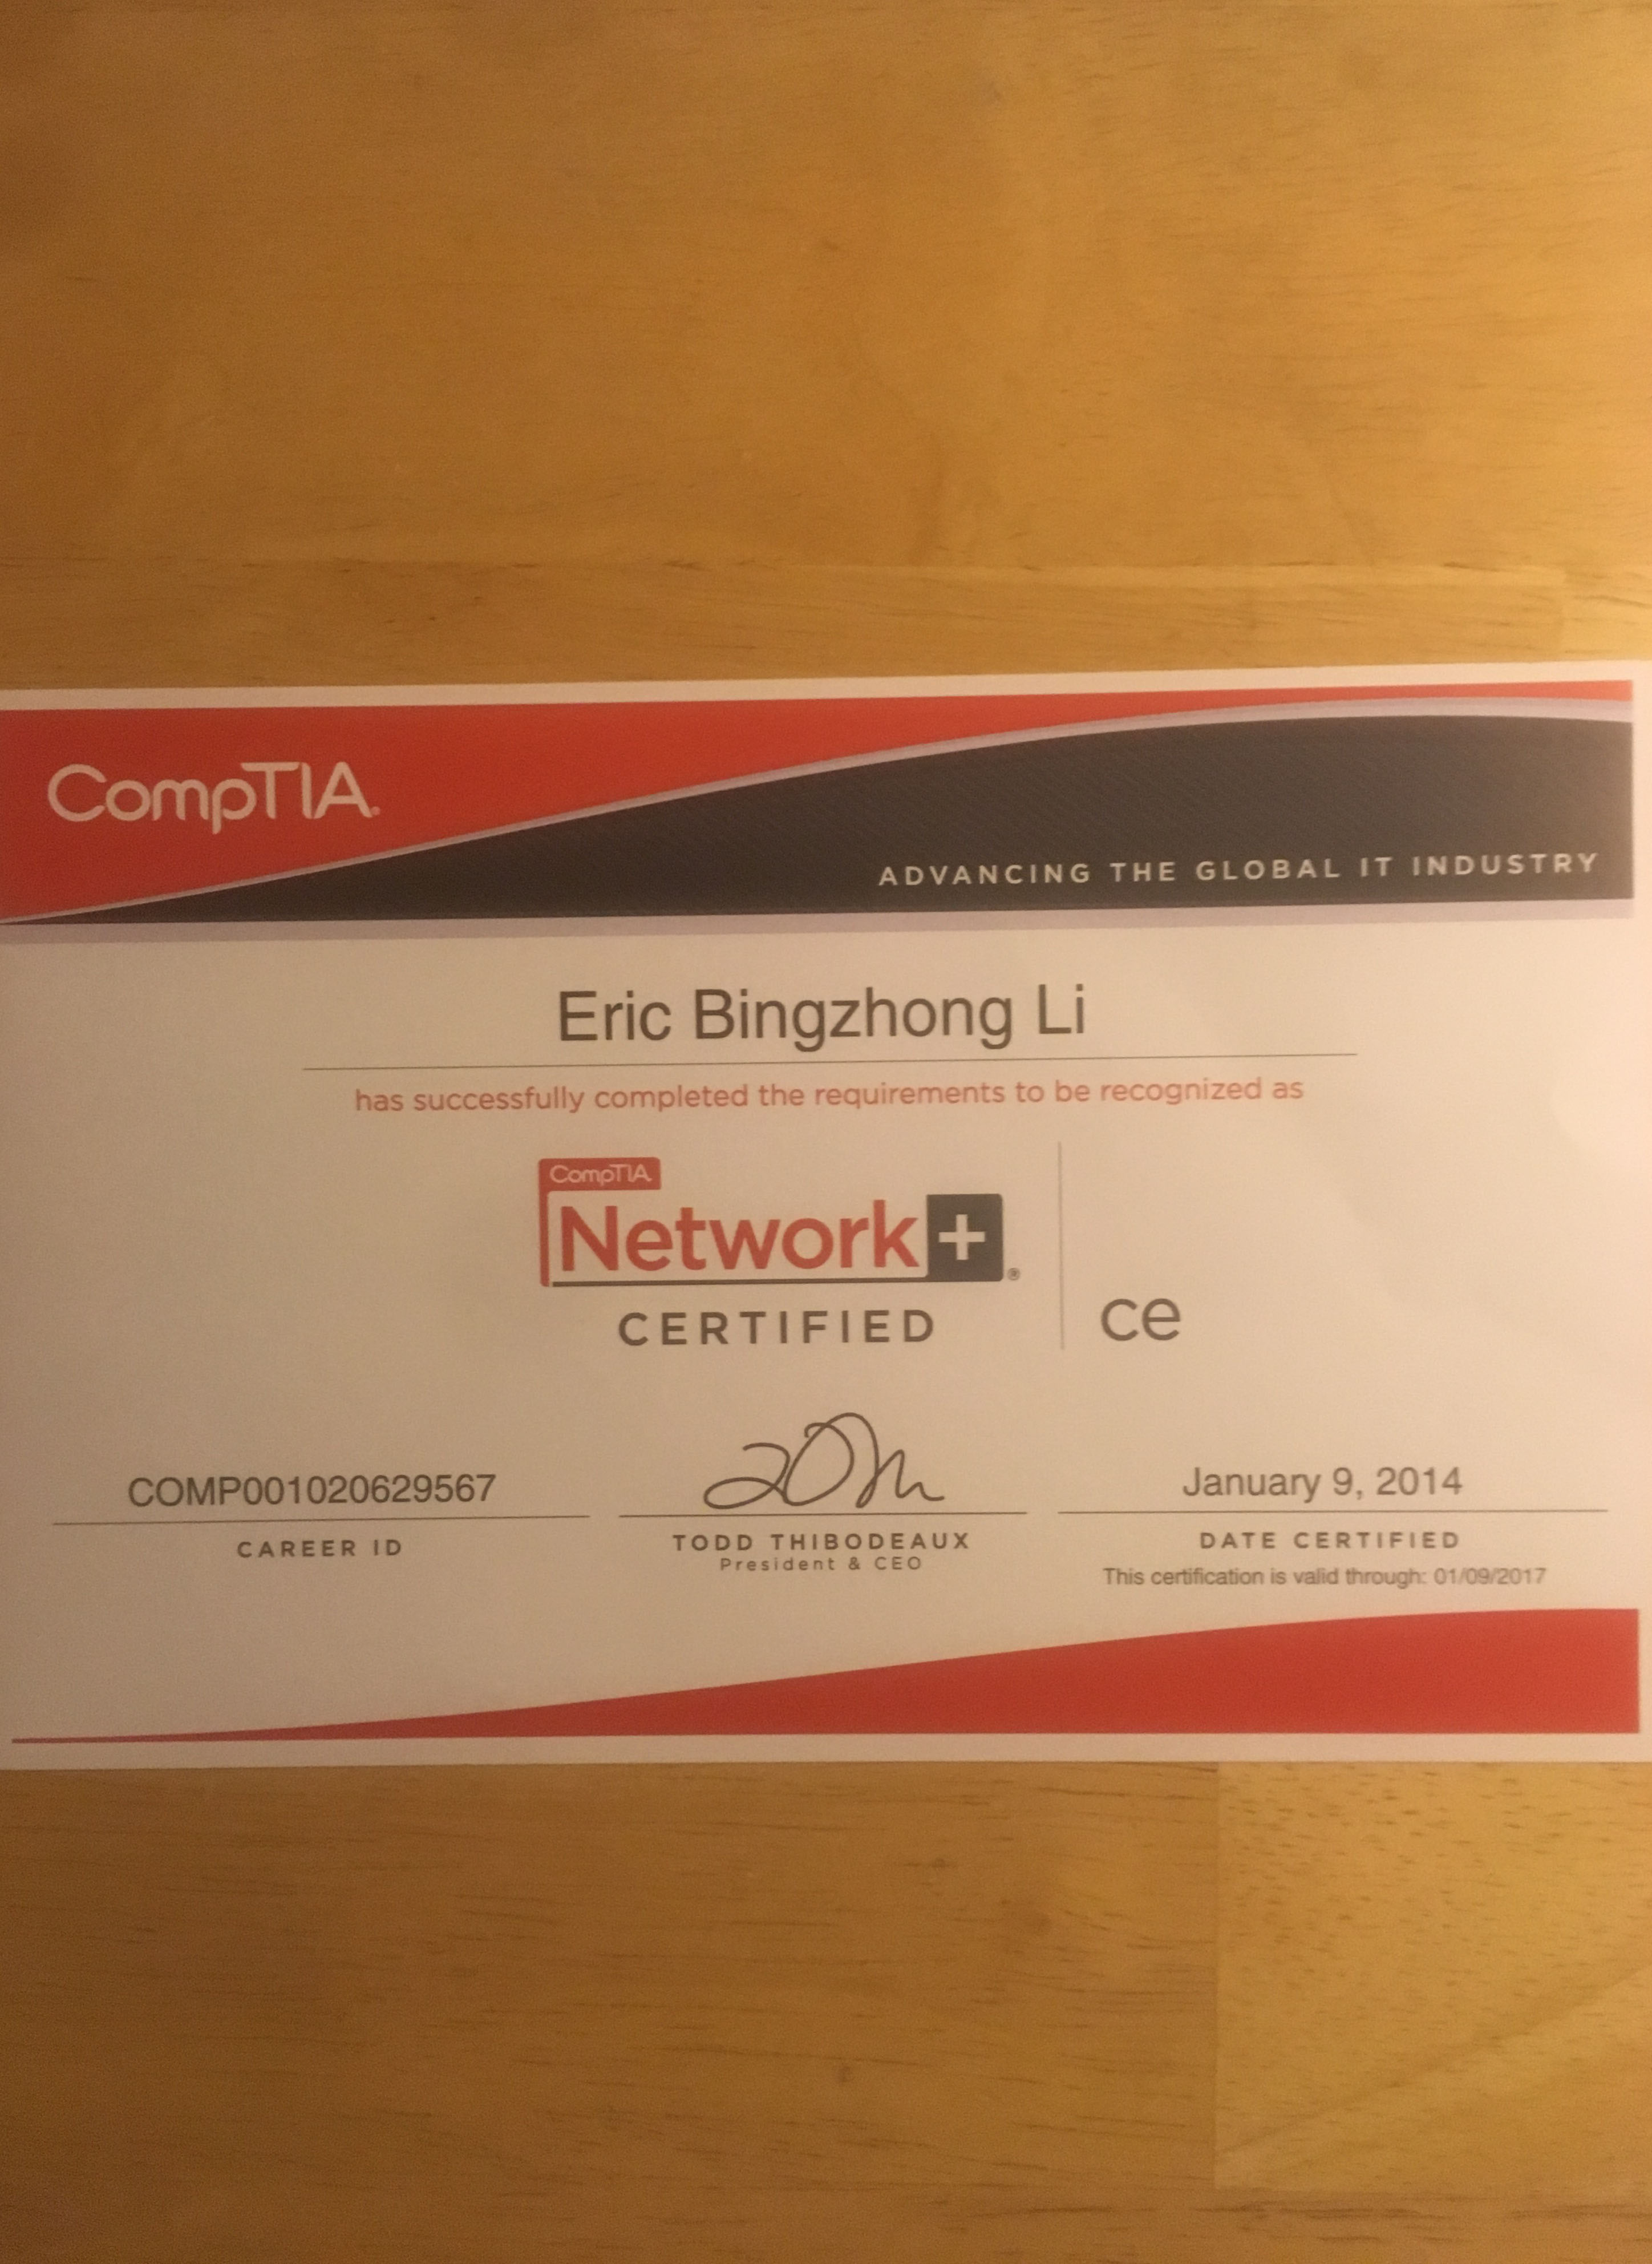 CompTIA.
ADVANCING THE GLOBAL IT INDUSTRY
Eric Bingzhong Li
has successfully completed the requirements to be recognized as
CompTIA
Network+®
CERTIFIED
ce
COMP001020629567
CAREER ID
TODD THIBODEAUX
President & CEO
January 9, 2014
DATE CERTIFIED
This certification is valid through: 01/09/2017